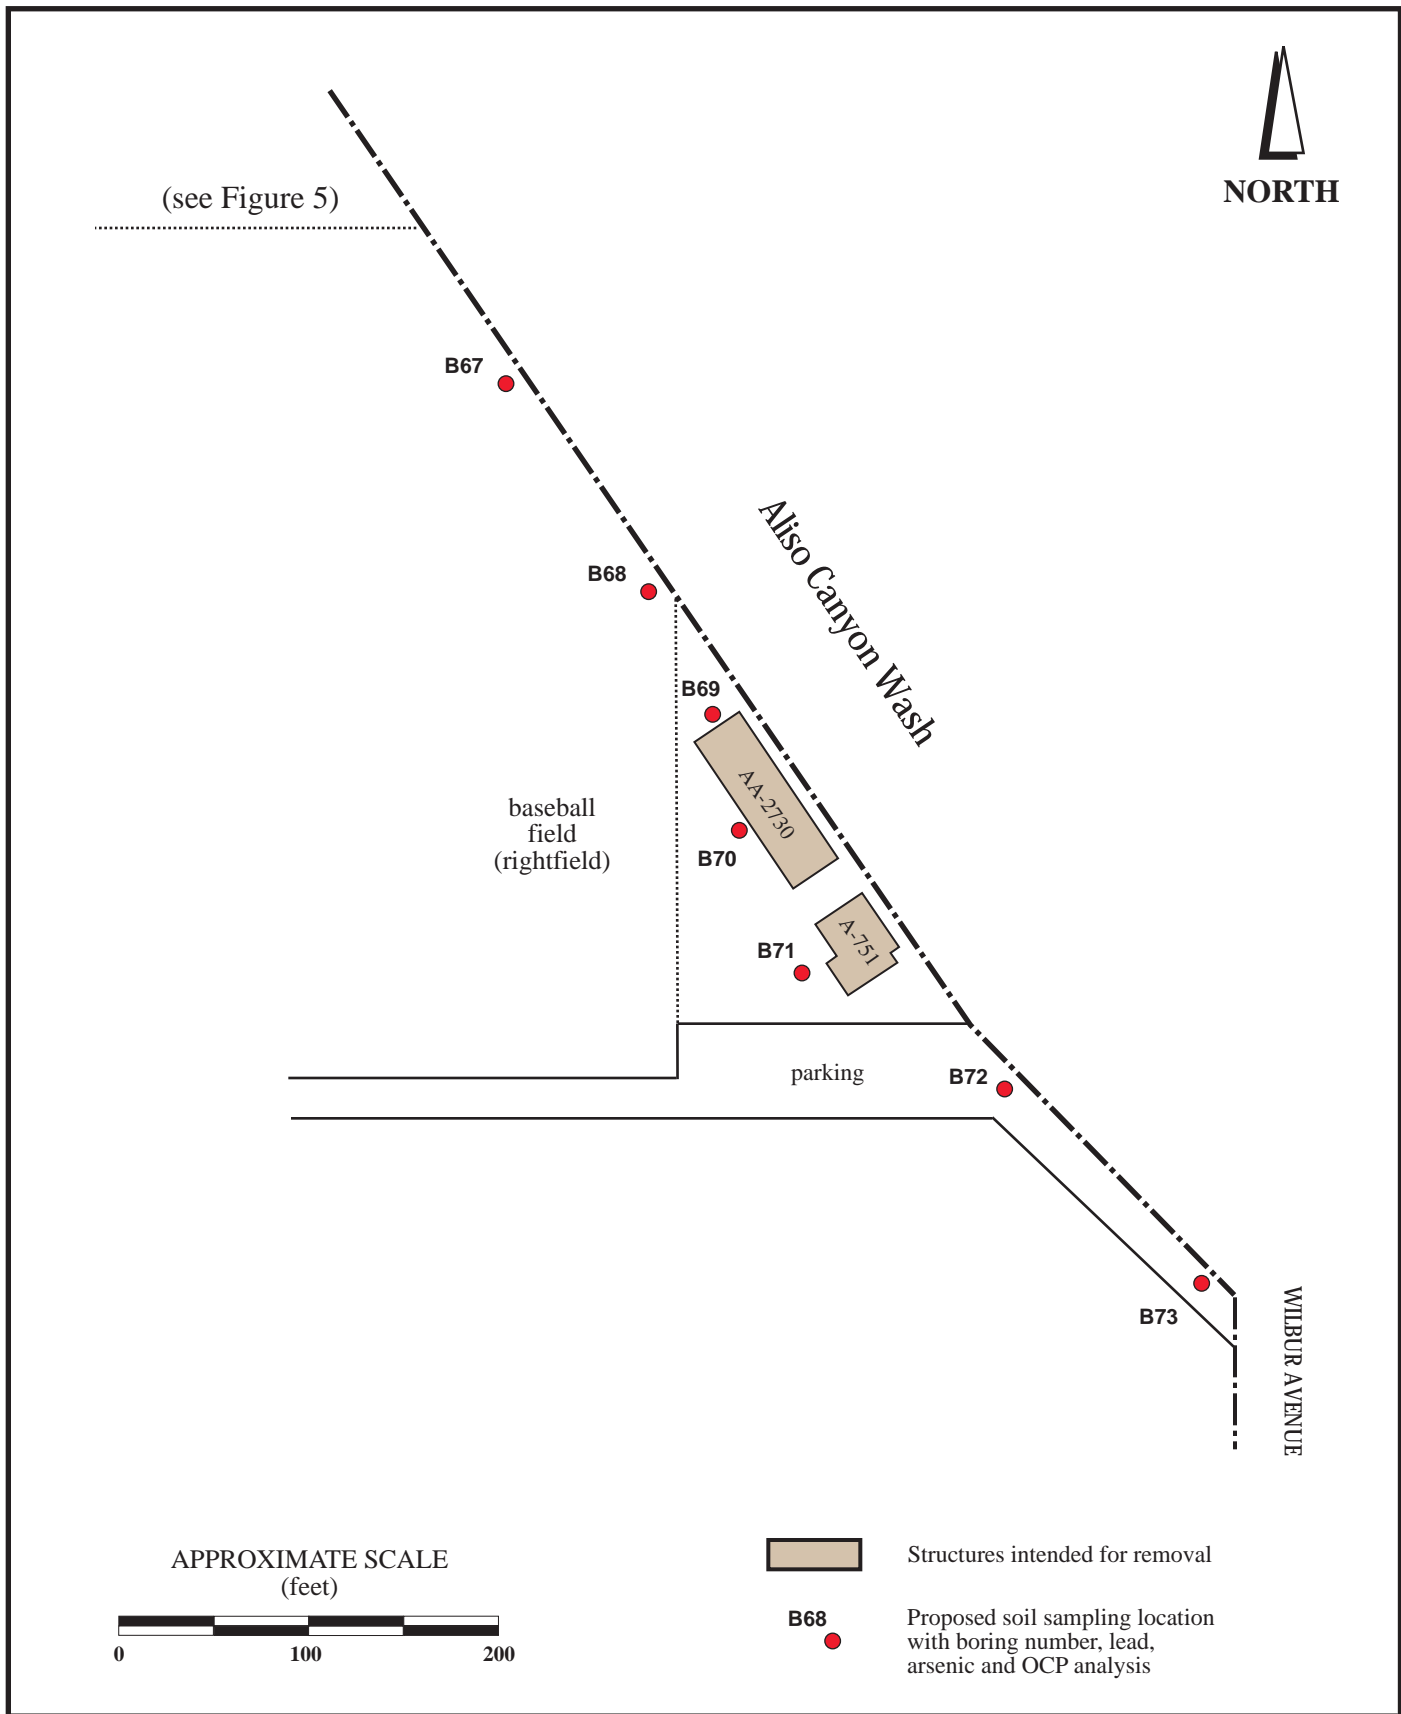 NORTH
(see Figure 5)
B67
Aliso Canyon Wash
B68
B69
AA-2730
baseball
field
(rightfield)
B70
A-751
B71
parking
B72
B73
WILBUR AVENUE
APPROXIMATE SCALE
(feet)
0 100 200
Structures intended for removal
B68
Proposed soil sampling location
with boring number, lead,
arsenic and OCP analysis